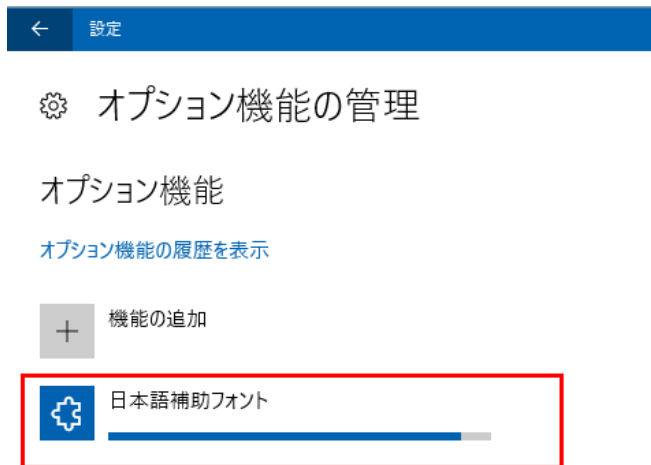 設定
オプション機能の管理
オプション機能
オプション機能の履歴を表示
機能の追加
日本語補助フォント